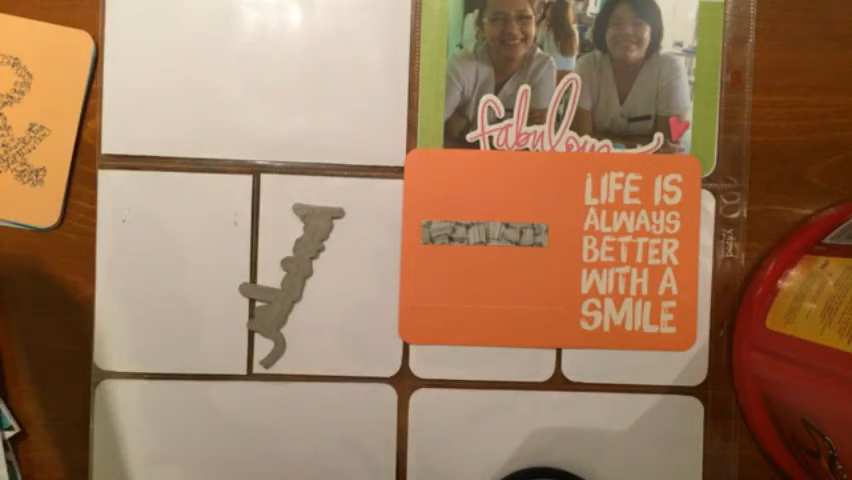 fabulous
LIFE IS
ALWAYS
BETTER
WITH A
SMILE